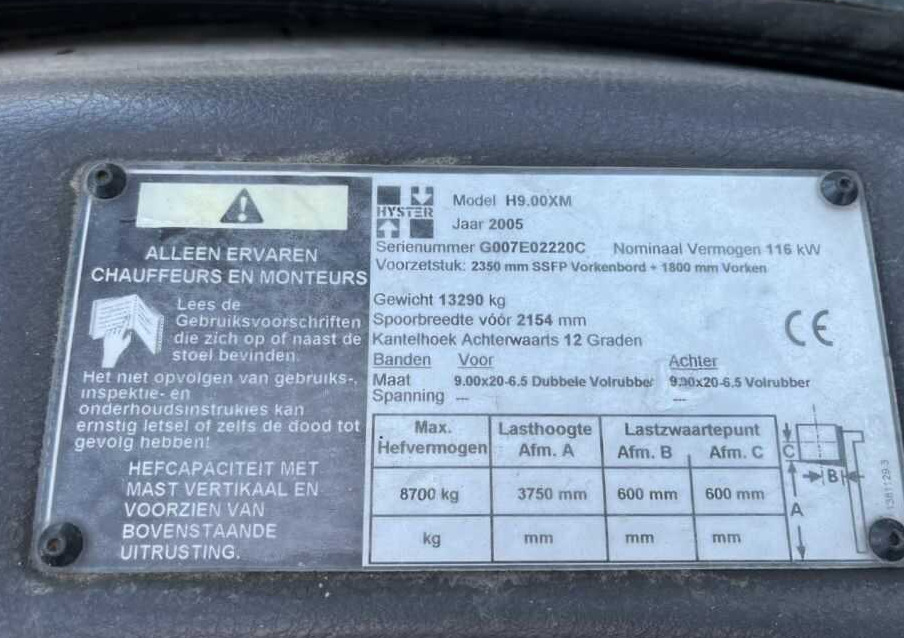 ALLEEN ERVAREN
CHAUFFEURS EN MONTEURS
Lees de
Gebruiksvoorschriften
die zich op of naast de
stoel bevinden.
Het niet opvolgen van gebruiks-,
inspektie- en
onderhoudsinstrukies kan
ernstig letsel of zelfs de dood tot
gevolg hebben!
HEFCAPACITEIT MET
MAST VERTIKAAL EN
VOORZIEN VAN
BOVENSTAANDE
UITRUSTING.
HYSTER
Model H9.00XM
Jaar 2005
Serienummer G007E02220C Nominaal Vermogen 116 kW
Voorzetstuk: 2350 mm SSFP Vorkenbord + 1800 mm Vorken
Gewicht 13290 kg
Spoorbreedte vóór 2154 mm
Kantelhoek Achterwaarts 12 Graden
CE
Banden Voor Achter
Maat 9.00x20-6.5 Dubbele Volrubber 9.00x20-6.5 Volrubber
Spanning --- ---
Max. Hefvermogen Lasthoogte Afm. A Lastzwaartepunt Afm. B Afm. C
8700 kg 3750 mm 600 mm 600 mm
kg mm mm mm
C
B
A
1381129-3